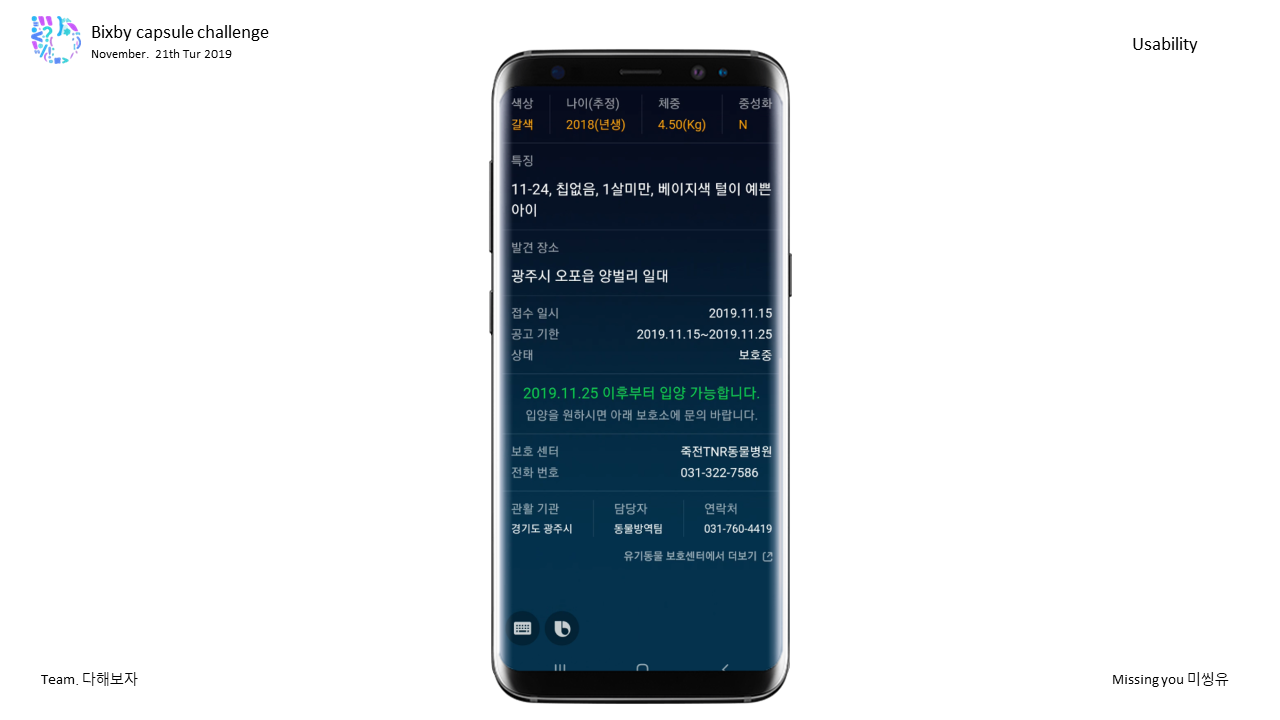 Bixby capsule challenge
November. 21th Tur 2019
Usability
색상 나이(추정) 체중 중성화
갈색 2018(년생) 4.50(Kg) N
특징
11-24, 칩없음, 1살미만, 베이지색 털이 예쁜
아이
발견 장소
광주시 오포읍 양벌리 일대
접수 일시 2019.11.15
공고 기한 2019.11.15~2019.11.25
상태 보호중
2019.11.25 이후부터 입양 가능합니다.
입양을 원하시면 아래 보호소에 문의 바랍니다.
보호 센터 죽전TNR동물병원
전화 번호 031-322-7586
관활 기관 담당자 연락처
경기도 광주시 동물방역팀 031-760-4419
유기동물 보호센터에서 더보기
Team. 다해보자
Missing you 미씽유